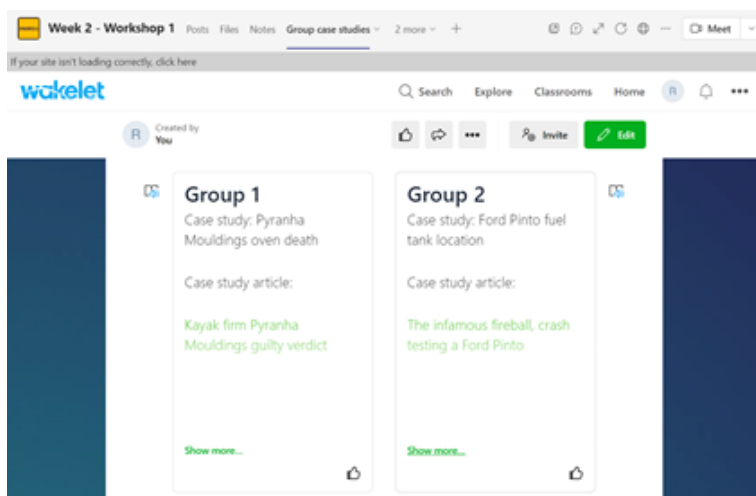 Week 2 - Workshop 1 Posts Files Notes Group case studies 2 more + Meet
If your site isn't loading correctly, click here
wakelet Search Explore Classrooms Home R
R Created by
You
Invite Edit
Group 1
Case study: Pyranha
Mouldings oven death
Case study article:
Kayak firm Pyranha
Mouldings guilty verdict
Show more...
Group 2
Case study: Ford Pinto fuel
tank location
Case study article:
The infamous fireball, crash
testing a Ford Pinto
Show more...